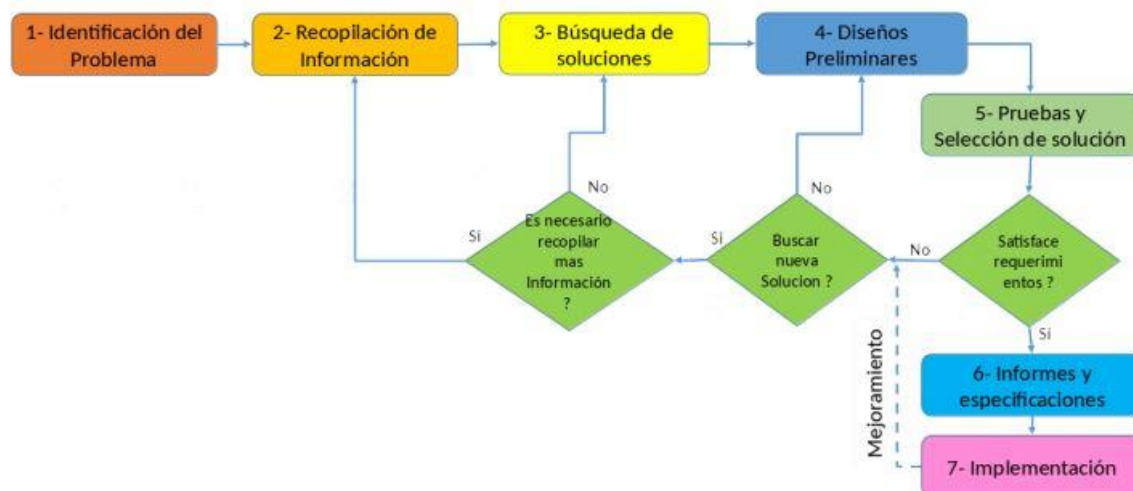 1- Identificación del
Problema
2- Recopilación de
Información
3- Búsqueda de
soluciones
4- Diseños
Preliminares
5- Pruebas y
Selección de solución
No
No
Es necesario
recopilar
mas
Información
?
Si
Si
Buscar
nueva
Solucion ?
No
Satisface
requerimi
entos ?
Si
Mejoramiento
6- Informes y
especificaciones
7- Implementación